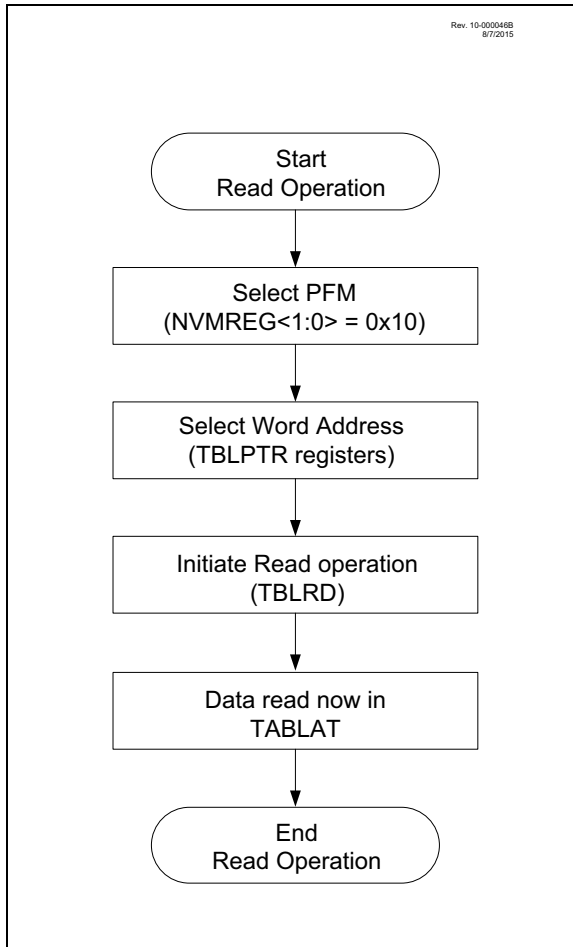 Rev. 10-000046B
8/7/2015
Start
Read Operation
Select PFM
(NVMREG<1:0> = 0x10)
Select Word Address
(TBLPTR registers)
Initiate Read operation
(TBLRD)
Data read now in
TABLAT
End
Read Operation